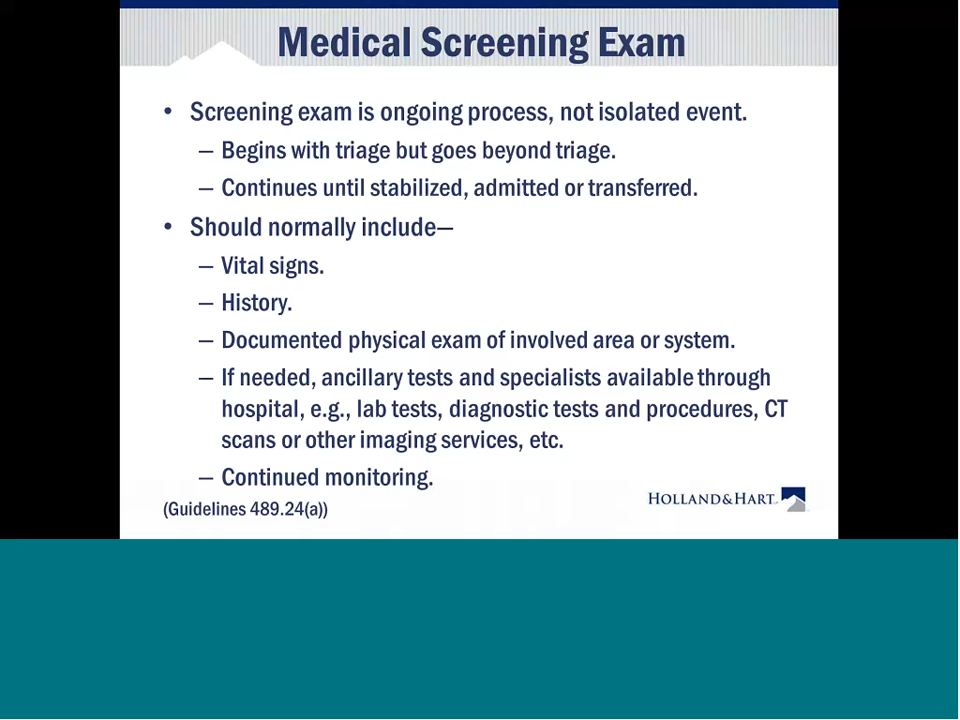 Medical Screening Exam
• Screening exam is ongoing process, not isolated event.
– Begins with triage but goes beyond triage.
– Continues until stabilized, admitted or transferred.
• Should normally include–
– Vital signs.
– History.
– Documented physical exam of involved area or system.
– If needed, ancillary tests and specialists available through
hospital, e.g., lab tests, diagnostic tests and procedures, CT
scans or other imaging services, etc.
– Continued monitoring.
(Guidelines 489.24(a))
HOLLAND&HART